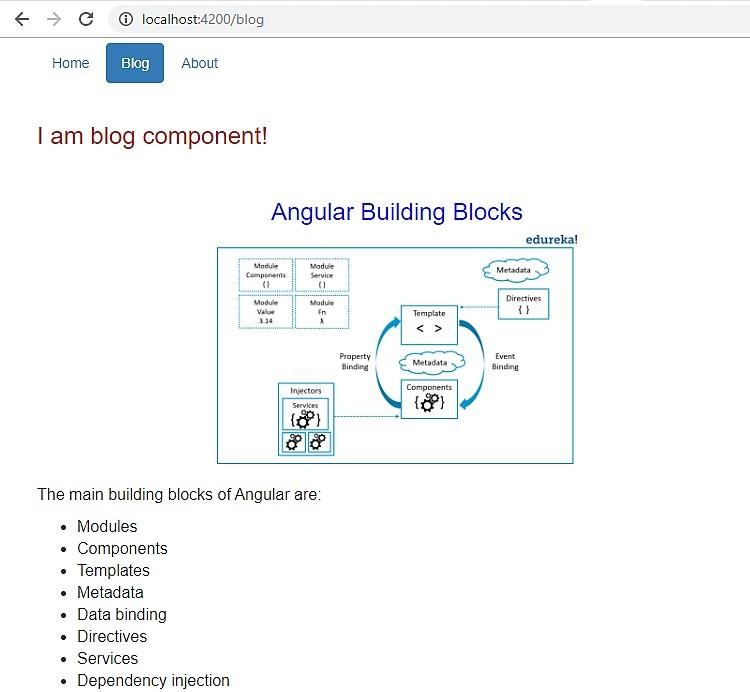 localhost:4200/blog
Home Blog About
I am blog component!
Angular Building Blocks
edureka!
Module
Components
{}
Module
Service
{}
Module
Value
3.14
Module
Fn
λ
Metadata
Directives
{ }
Template
< >
Property
Binding
Metadata
Event
Binding
Components
{ }
Injectors
Services
{ }
The main building blocks of Angular are:
• Modules
• Components
• Templates
• Metadata
• Data binding
• Directives
• Services
• Dependency injection